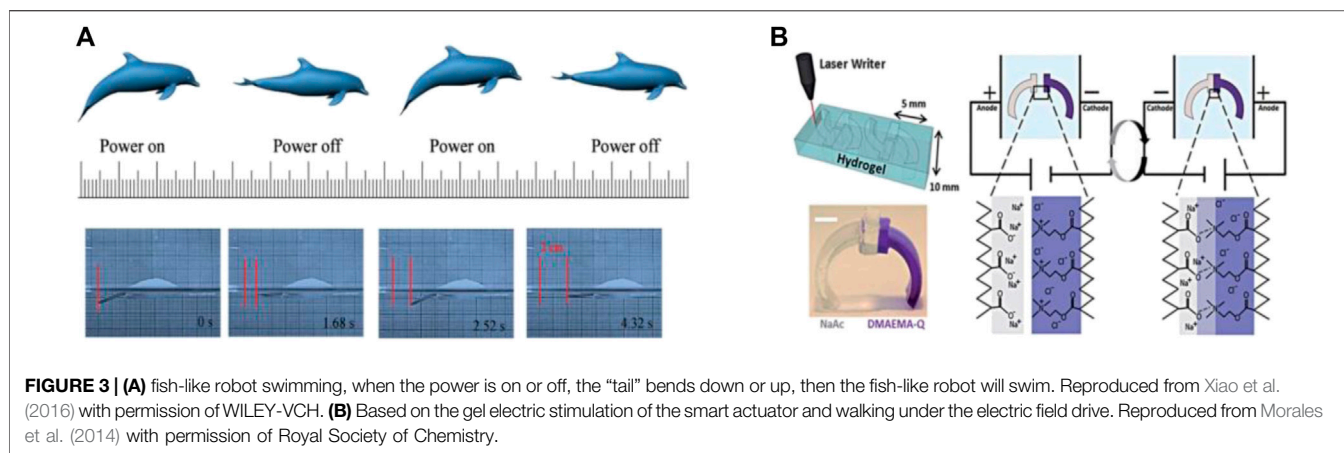 A
Power on
Power off
Power on
Power off
1 cm
0 s
1.68 s
2.52 s
4.32 s
B
Laser Writer
5 mm
Hydrogel
10 mm
NaAc
DMAEMA-Q
+
Anode
−
Cathode
−
Cathode
+
Anode
FIGURE 3 | (A) fish-like robot swimming, when the power is on or off, the “tail” bends down or up, then the fish-like robot will swim. Reproduced from Xiao et al.
(2016) with permission of WILEY-VCH. (B) Based on the gel electric stimulation of the smart actuator and walking under the electric field drive. Reproduced from Morales
et al. (2014) with permission of Royal Society of Chemistry.